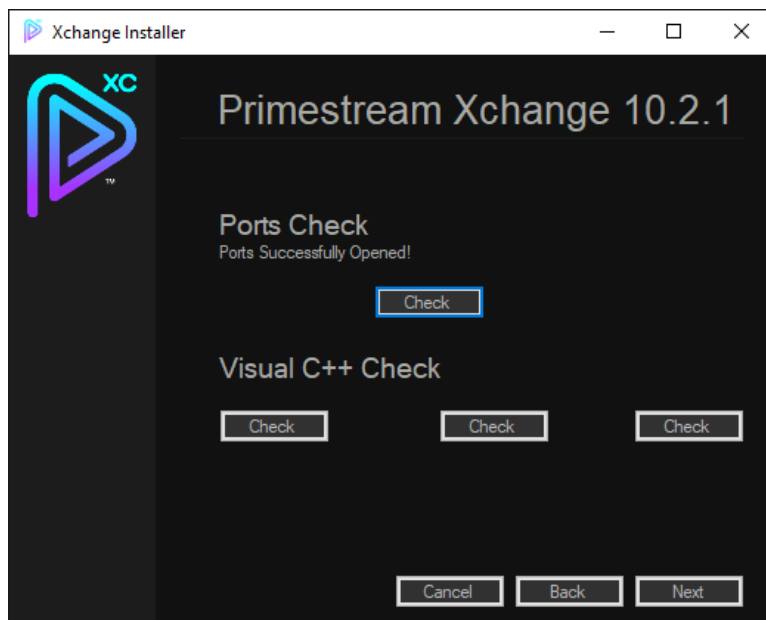 Xchange Installer
XC
TM
Primestream Xchange 10.2.1
Ports Check
Ports Successfully Opened!
Check
Visual C++ Check
Check Check Check
Cancel Back Next